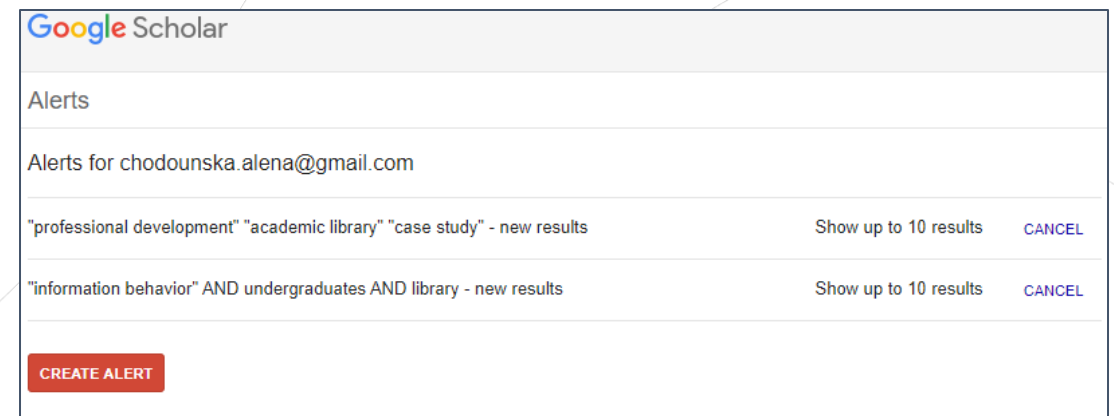 Google Scholar
Alerts
Alerts for chodounska.alena@gmail.com
"professional development" "academic library" "case study" - new results Show up to 10 results CANCEL
"information behavior" AND undergraduates AND library - new results Show up to 10 results CANCEL
CREATE ALERT